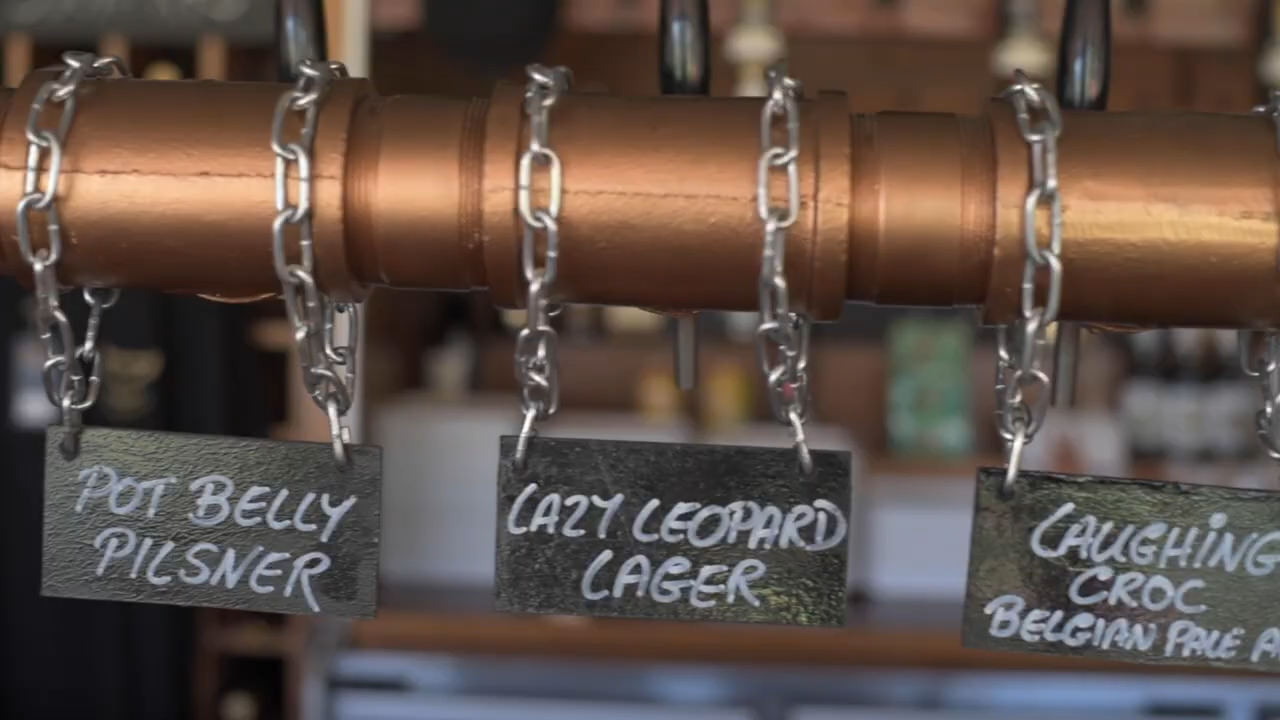 POT BELLY
PILSNER
LAZY LEOPARD
LAGER
LAUGHING
CROC
BELGIAN PALE A